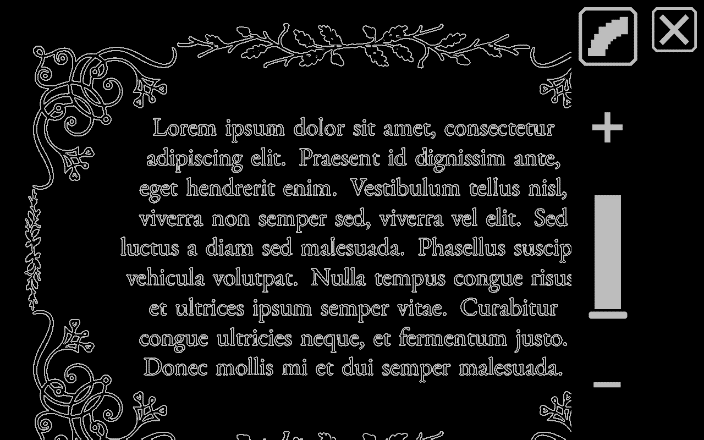 Lorem ipsum dolor sit amet, consectetur
adipiscing elit. Praesent id dignissim ante,
eget hendrerit enim. Vestibulum tellus nisl,
viverra non semper sed, viverra vel elit. Sed
luctus a diam sed malesuada. Phasellus suscip
vehicula volutpat. Nulla tempus congue risus
et ultrices ipsum semper vitae. Curabitur
congue ultricies neque, et fermentum justo.
Donec mollis mi et dui semper malesuada.